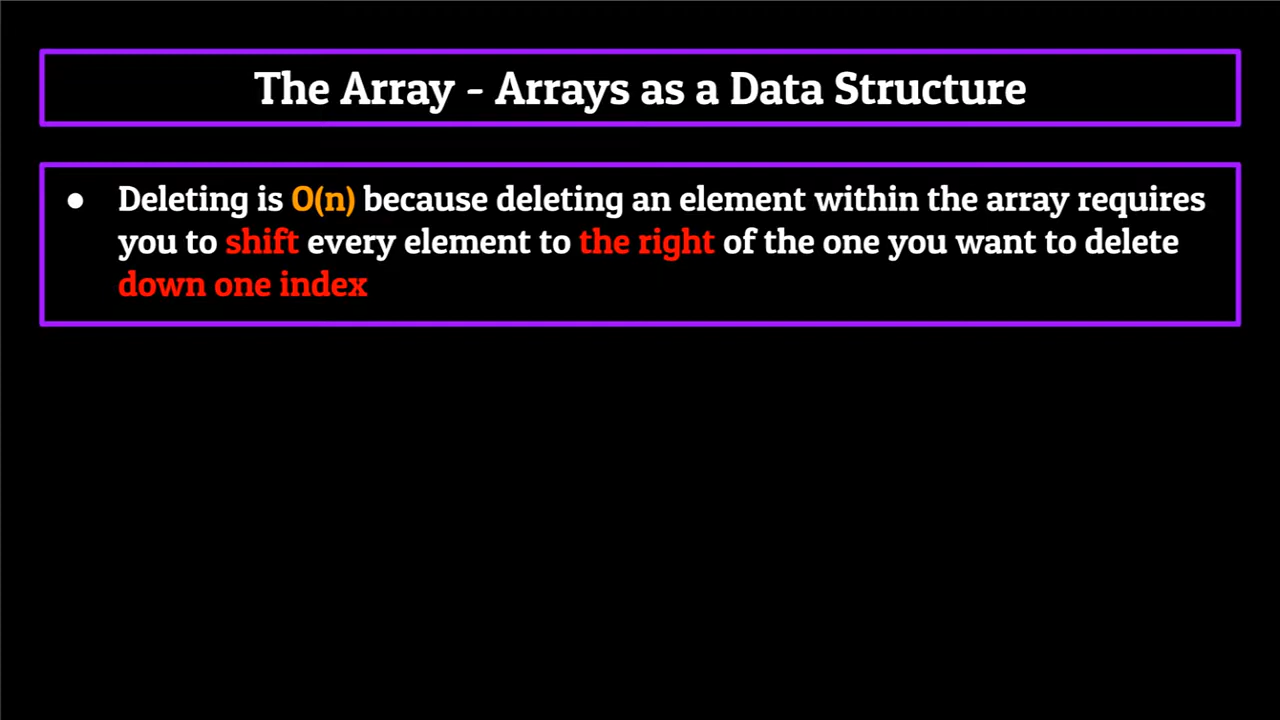 The Array - Arrays as a Data Structure
● Deleting is O(n) because deleting an element within the array requires
you to shift every element to the right of the one you want to delete
down one index